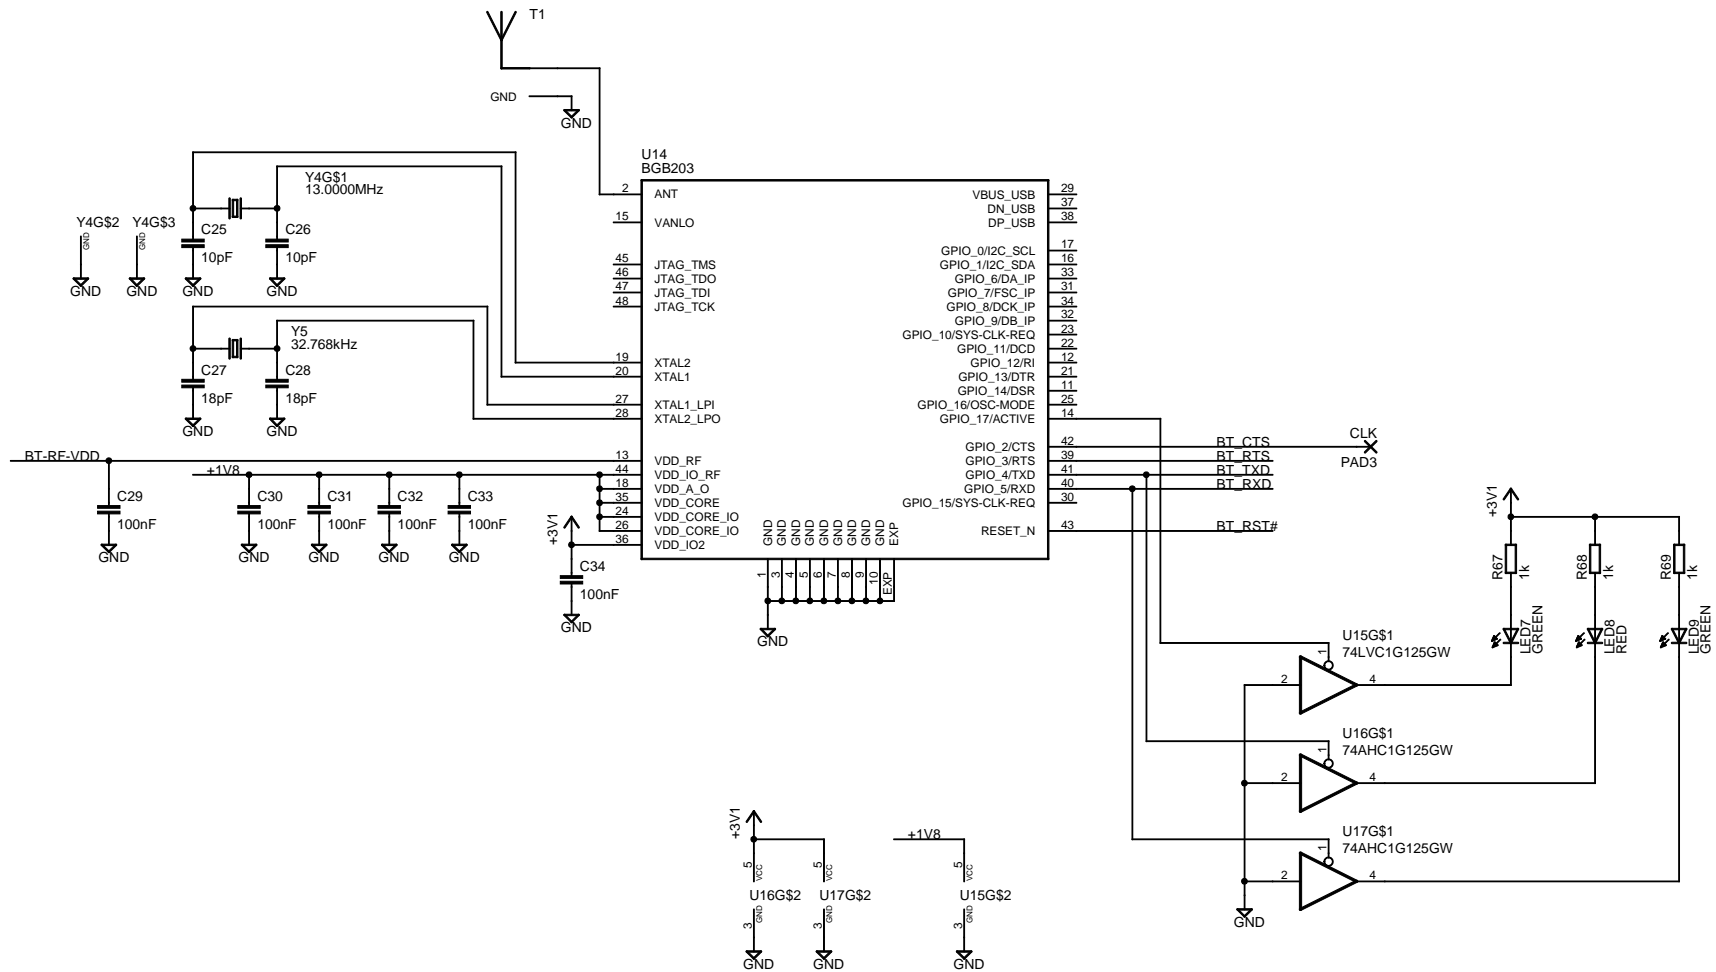 T1
GND
GND
U14
BGB203
Y4G$1
13.0000MHz
Y4G$2
Y4G$3
GND
GND
C25
10pF
C26
10pF
GND
GND
GND
GND
Y5
32.768kHz
C27
18pF
C28
18pF
GND
GND
2 ANT
15 VANLO
45 JTAG_TMS
46 JTAG_TDO
47 JTAG_TDI
48 JTAG_TCK
19 XTAL2
20 XTAL1
27 XTAL1_LPI
28 XTAL2_LPO
13 VDD_RF
44 VDD_IO_RF
18 VDD_A_O
35 VDD_CORE
24 VDD_CORE_IO
26 VDD_CORE_IO
36 VDD_IO2
VBUS_USB 29
DN_USB 37
DP_USB 38
GPIO_0/I2C_SCL 17
GPIO_1/I2C_SDA 16
GPIO_6/DA_IP 33
GPIO_7/FSC_IP 31
GPIO_8/DCK_IP 34
GPIO_9/DB_IP 32
GPIO_10/SYS-CLK-REQ 23
GPIO_11/DCD 22
GPIO_12/RI 12
GPIO_13/DTR 21
GPIO_14/DSR 11
GPIO_16/OSC-MODE 25
GPIO_17/ACTIVE 14
GPIO_2/CTS 42
GPIO_3/RTS 39
GPIO_4/TXD 41
GPIO_5/RXD 40
GPIO_15/SYS-CLK-REQ 30
RESET_N 43
BT_CTS
BT_RTS
BT_TXD
BT_RXD
BT_RST#
CLK
PAD3
GND GND GND GND GND GND GND GND GND EXP
1 3 4 5 6 7 8 9 10 EXP
GND
BT-RF-VDD
+1V8
C29
100nF
GND
C30
100nF
GND
C31
100nF
GND
C32
100nF
GND
C33
100nF
GND
+3V1
C34
100nF
GND
+3V1
R67
1k
R68
1k
R69
1k
LED7
GREEN
LED8
RED
LED9
GREEN
U15G$1
74LVC1G125GW
1
2
4
U16G$1
74AHC1G125GW
1
2
4
U17G$1
74AHC1G125GW
1
2
4
GND
+3V1
+1V8
5 VCC
5 VCC
5 VCC
U16G$2
U17G$2
U15G$2
3 GND
3 GND
3 GND
GND
GND
GND